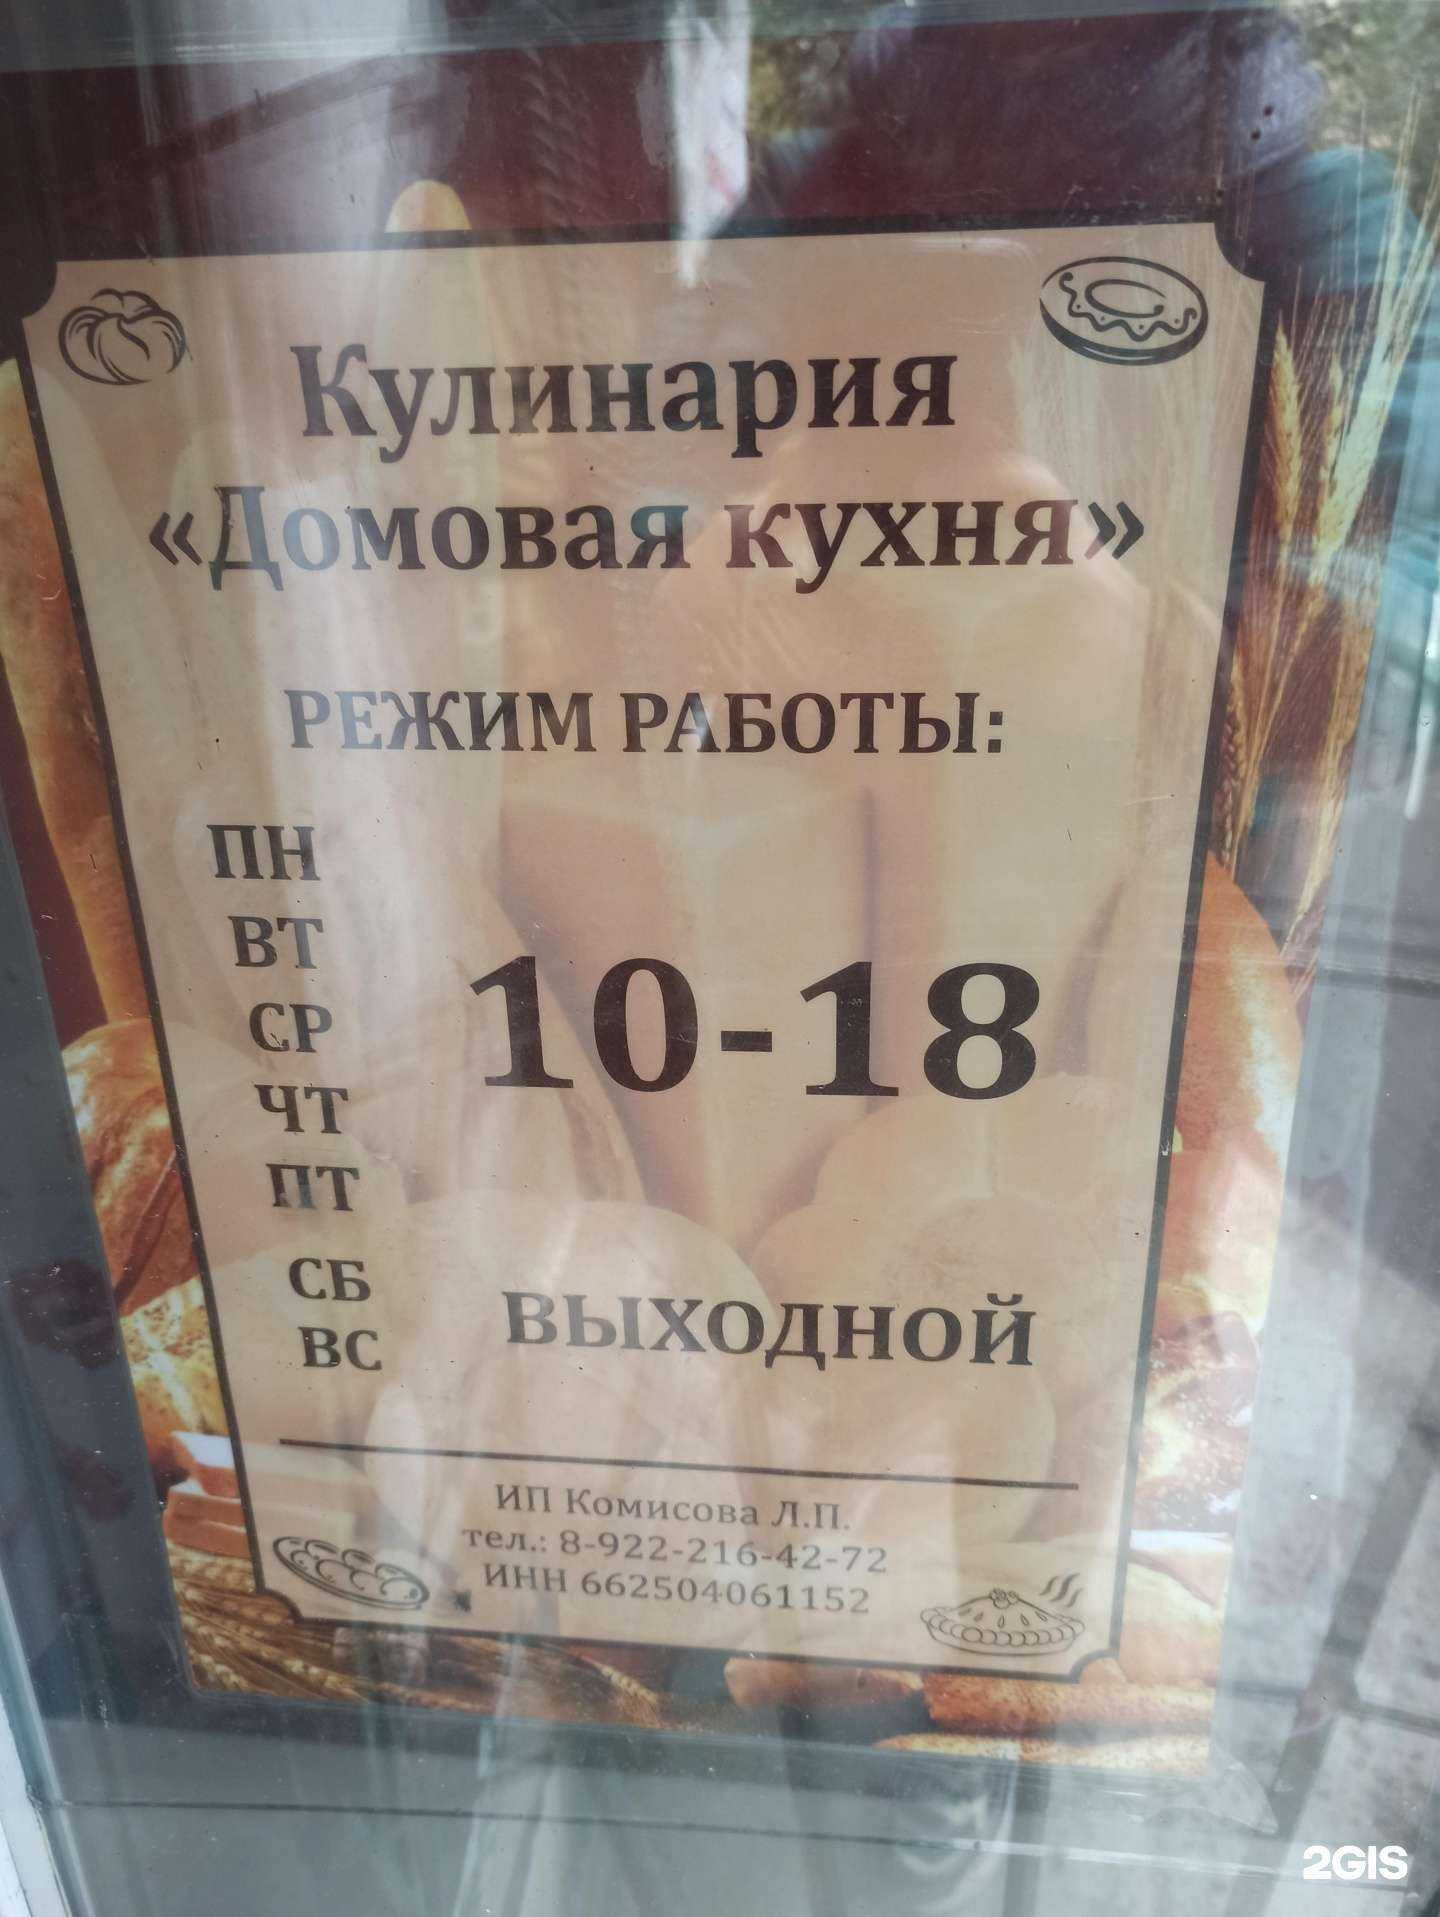 Кулинария
«Домовая кухня»
РЕЖИМ РАБОТЫ:
ПН
ВТ
СР
ЧТ
ПТ
10-18
СБ
ВС
ВЫХОДНОЙ
ИП Комисова Л.П.
тел.: 8-922-216-42-72
ИНН 662504061152
2GIS